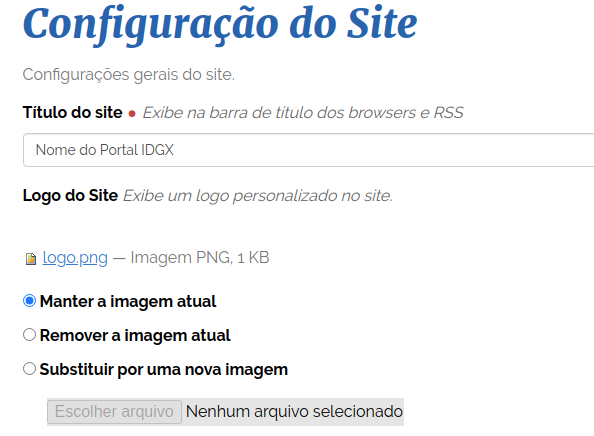 Configuração do Site
Configurações gerais do site.
Título do site • Exibe na barra de título dos browsers e RSS
Nome do Portal IDGX
Logo do Site Exibe um logo personalizado no site.
logo.png — Imagem PNG, 1 KB
Manter a imagem atual
Remover a imagem atual
Substituir por uma nova imagem
Escolher arquivo Nenhum arquivo selecionado